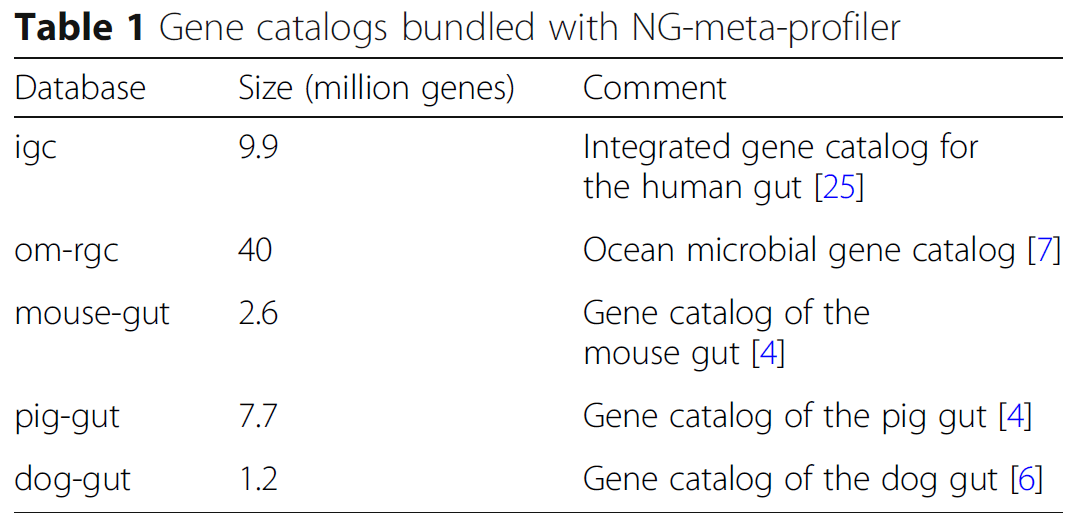 Table 1 Gene catalogs bundled with NG-meta-profiler
Database Size (million genes) Comment
igc 9.9 Integrated gene catalog for
the human gut [25]
om-rgc 40 Ocean microbial gene catalog [7]
mouse-gut 2.6 Gene catalog of the
mouse gut [4]
pig-gut 7.7 Gene catalog of the pig gut [4]
dog-gut 1.2 Gene catalog of the dog gut [6]